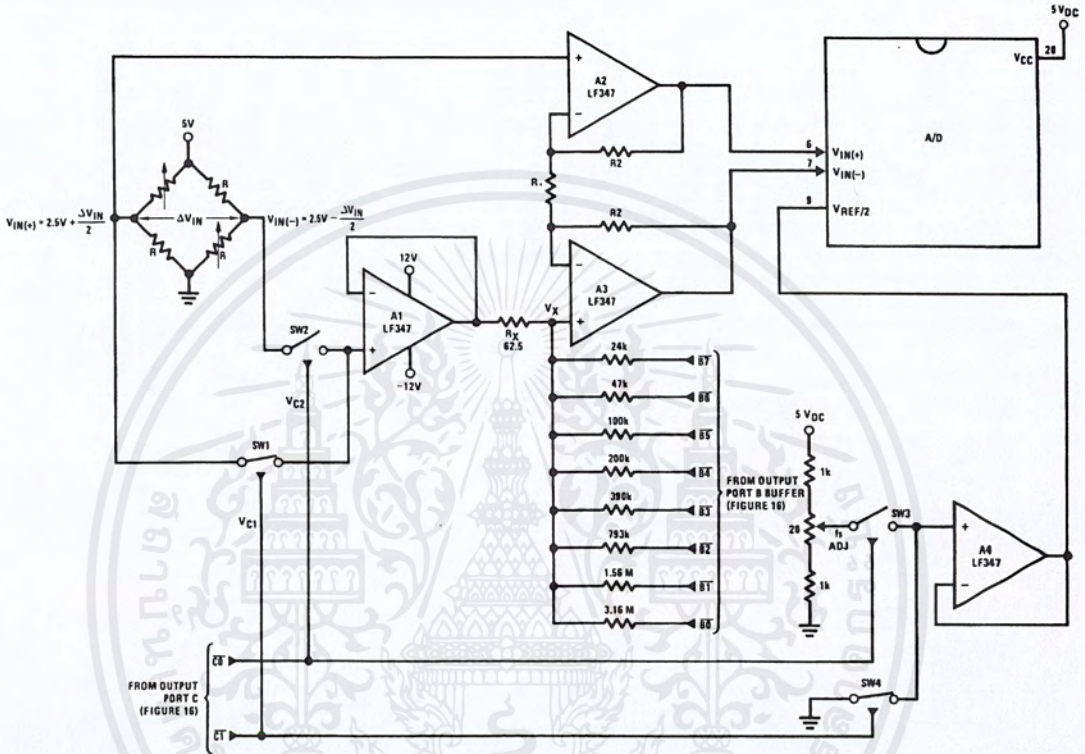 5 VDC
20
VCC
A/D
6
VIN(+)
7
VIN(-)
9
VREF/2
+
A2
LF347
-
R2
R.
R2
-
A3
LF347
+
5V
R
R
R
VIN(+) = 2.5V + ΔVIN/2
ΔVIN
VIN(-) = 2.5V - ΔVIN/2
SW2
12V
-
A1
LF347
+
-12V
RX
62.5
VX
VC2
SW1
VC1
24k
B7
47k
B6
100k
B5
200k
B4
390k
B3
793k
B2
1.56 M
B1
3.16 M
B0
FROM OUTPUT
PORT B BUFFER
(FIGURE 16)
5 VDC
1k
20
fs
ADJ
1k
SW3
+
A4
LF347
-
SW4
FROM OUTPUT
PORT C
(FIGURE 16)
C0
C1